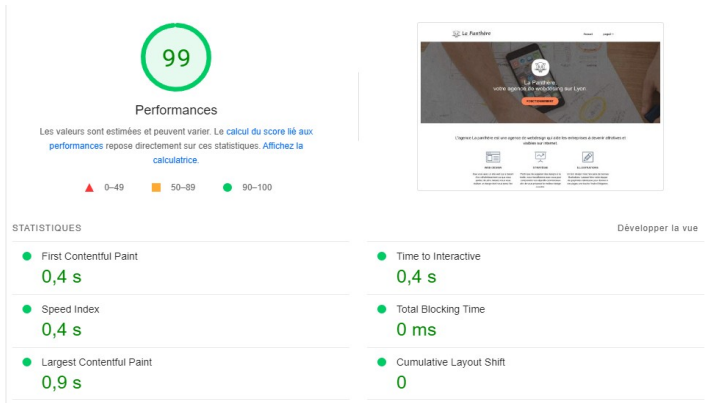 99
Performances
Les valeurs sont estimées et peuvent varier. Le calcul du score lié aux
performances repose directement sur ces statistiques. Affichez la
calculatrice.
0–49
50–89
90–100
La Panthère
Accueil
La Panthère
votre agence de webdesign sur Lyon
L'agence La panthère est une agence de webdesign qui aide les entreprises à devenir attractives et
visibles sur internet.
STATISTIQUES
Développer la vue
First Contentful Paint
0,4 s
Time to Interactive
0,4 s
Speed Index
0,4 s
Total Blocking Time
0 ms
Largest Contentful Paint
0,9 s
Cumulative Layout Shift
0